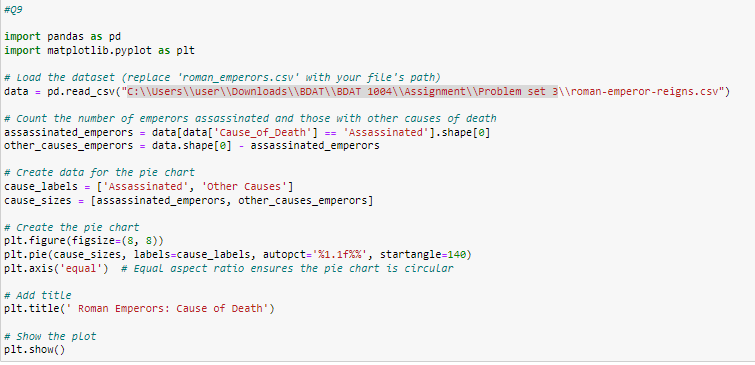 #Q9
import pandas as pd
import matplotlib.pyplot as plt
# Load the dataset (replace 'roman_emperors.csv' with your file's path)
data = pd.read_csv("C:\\Users\\user\\Downloads\\BDAT\\BDAT 1004\\Assignment\\Problem set 3\\roman-emperor-reigns.csv")
# Count the number of emperors assassinated and those with other causes of death
assassinated_emperors = data[data['Cause_of_Death'] == 'Assassinated'].shape[0]
other_causes_emperors = data.shape[0] - assassinated_emperors
# Create data for the pie chart
cause_labels = ['Assassinated', 'Other Causes']
cause_sizes = [assassinated_emperors, other_causes_emperors]
# Create the pie chart
plt.figure(figsize=(8, 8))
plt.pie(cause_sizes, labels=cause_labels, autopct='%1.1f%%', startangle=140)
plt.axis('equal')  # Equal aspect ratio ensures the pie chart is circular
# Add title
plt.title(' Roman Emperors: Cause of Death')
# Show the plot
plt.show()